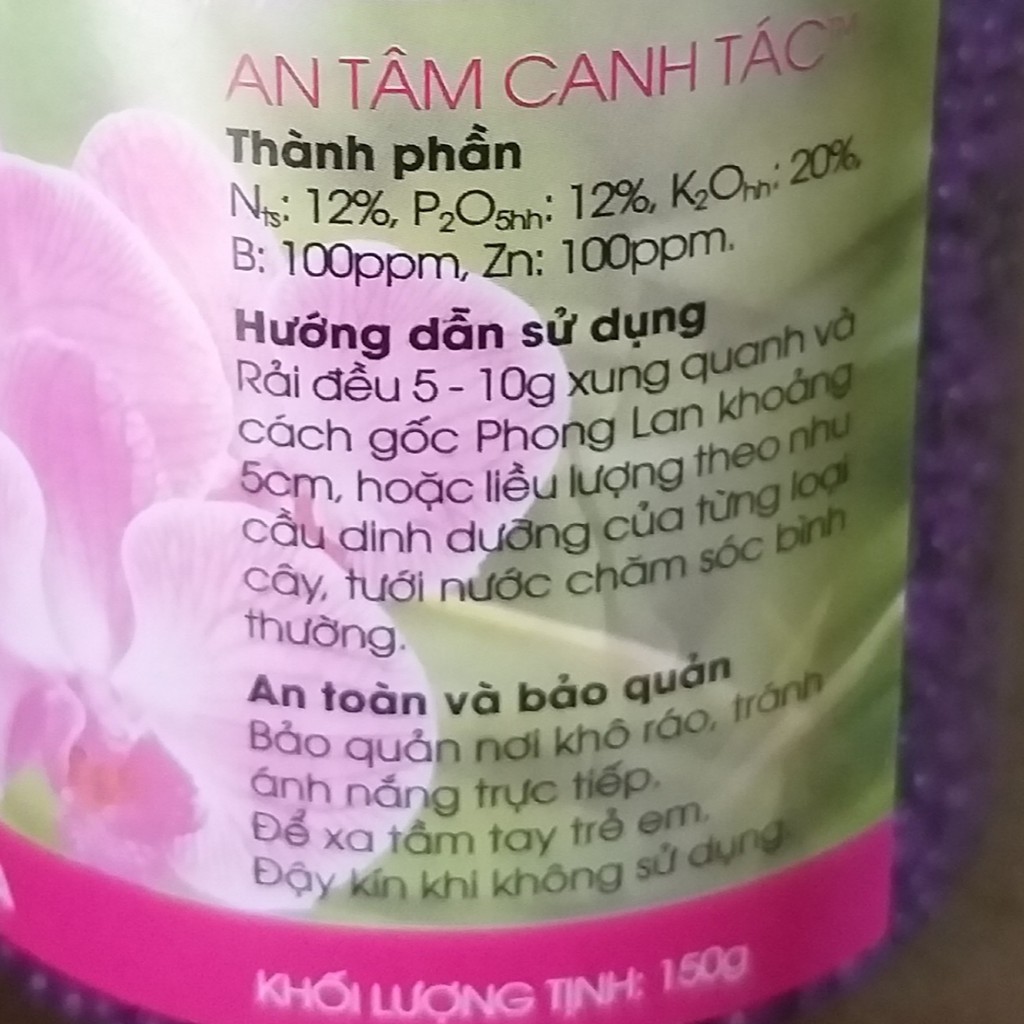 AN TÂM CANH TÁC™
Thành phần
Nts: 12%, P2O5hh: 12%, K2Ohh: 20%,
B: 100ppm, Zn: 100ppm.
Hướng dẫn sử dụng
Rải đều 5 - 10g xung quanh và
cách gốc Phong Lan khoảng
5cm, hoặc liều lượng theo nhu
cầu dinh dưỡng của từng loại
cây, tưới nước chăm sóc bình
thường.
An toàn và bảo quản
Bảo quản nơi khô ráo, tránh
ánh nắng trực tiếp.
Để xa tầm tay trẻ em.
Đậy kín khi không sử dụng.
KHỐI LƯỢNG TỊNH: 150g